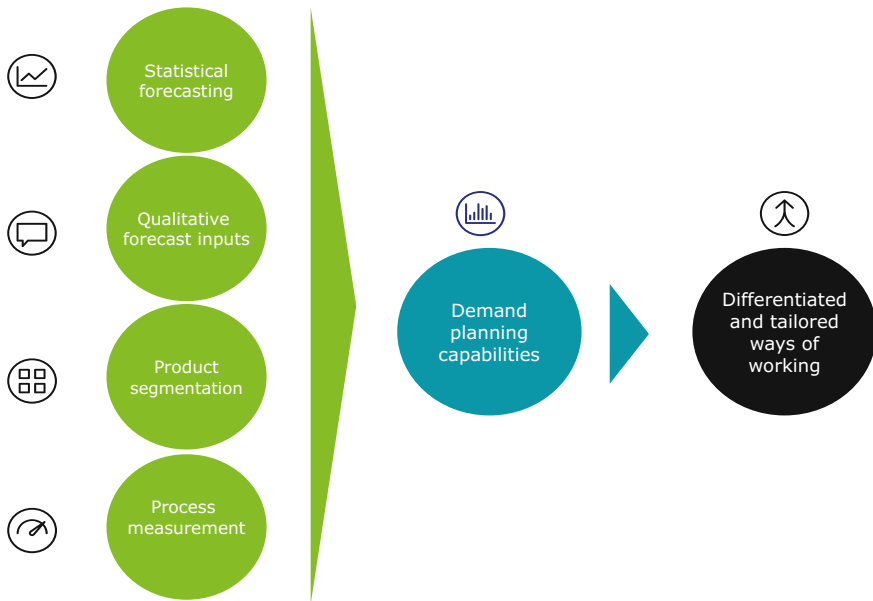 Statistical
forecasting
Qualitative
forecast inputs
Product
segmentation
Process
measurement
Demand
planning
capabilities
Differentiated
and tailored
ways of
working